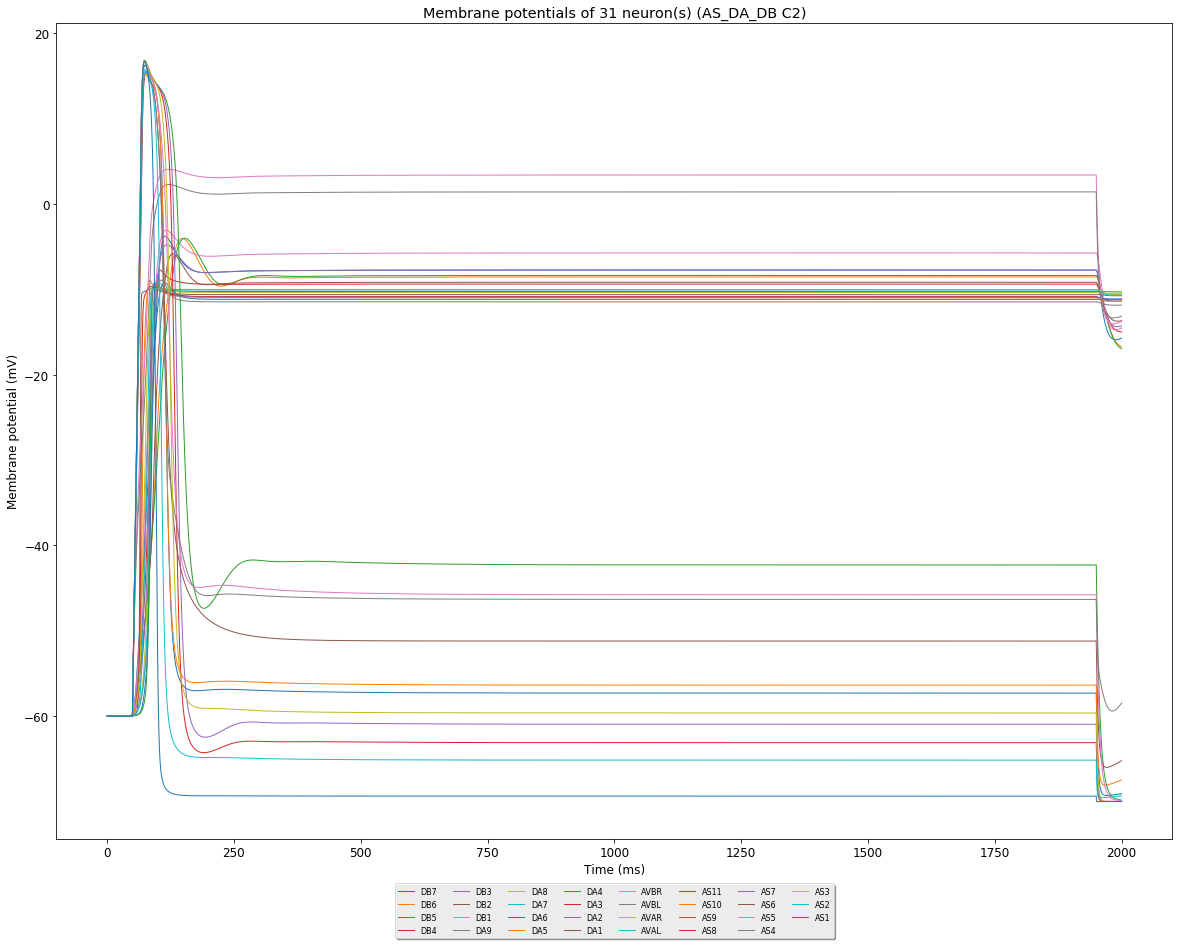 Membrane potentials of 31 neuron(s) (AS_DA_DB C2)
20
0
−20
−40
−60
Membrane potential (mV)
0 250 500 750 1000 1250 1500 1750 2000
Time (ms)
DB7 DB3 DA8 DA4 AVBR AS11 AS7 AS3
DB6 DB2 DA7 DA3 AVBL AS10 AS6 AS2
DB5 DB1 DA6 DA2 AVAR AS9 AS5 AS1
DB4 DA9 DA5 DA1 AVAL AS8 AS4